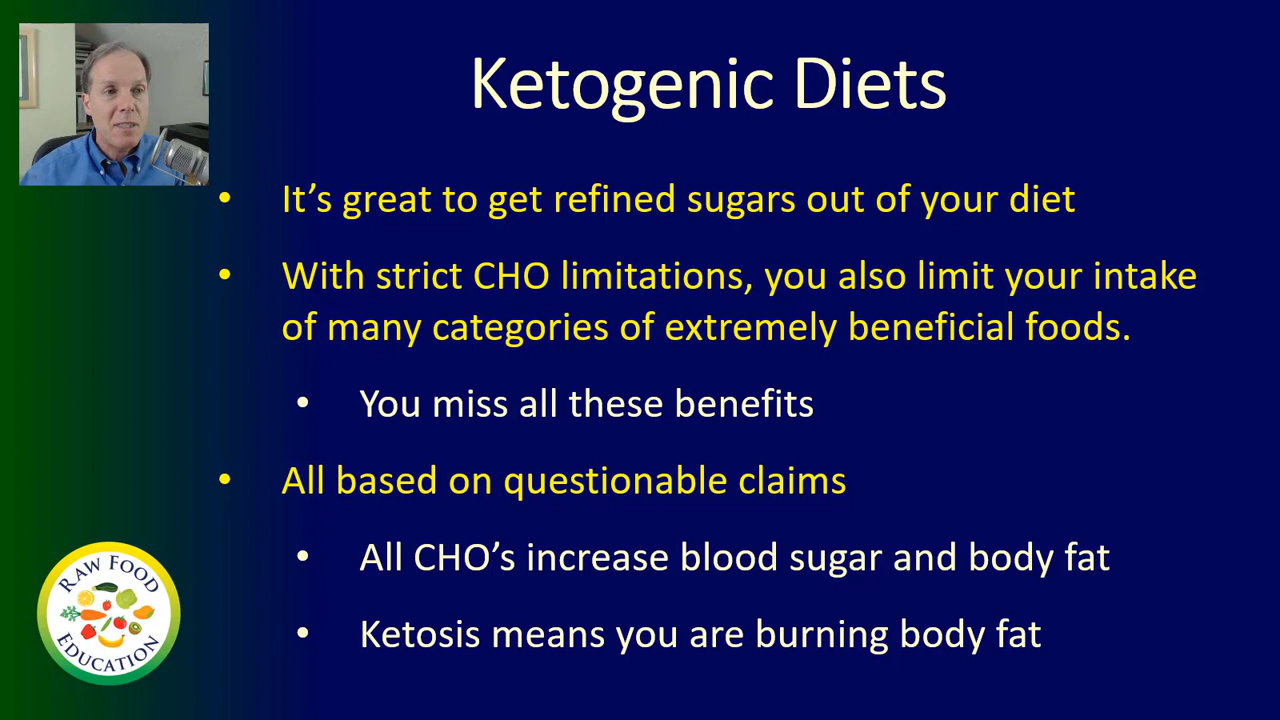 Ketogenic Diets
• It’s great to get refined sugars out of your diet
• With strict CHO limitations, you also limit your intake
of many categories of extremely beneficial foods.
• You miss all these benefits
• All based on questionable claims
• All CHO’s increase blood sugar and body fat
• Ketosis means you are burning body fat
RAW FOOD
EDUCATION